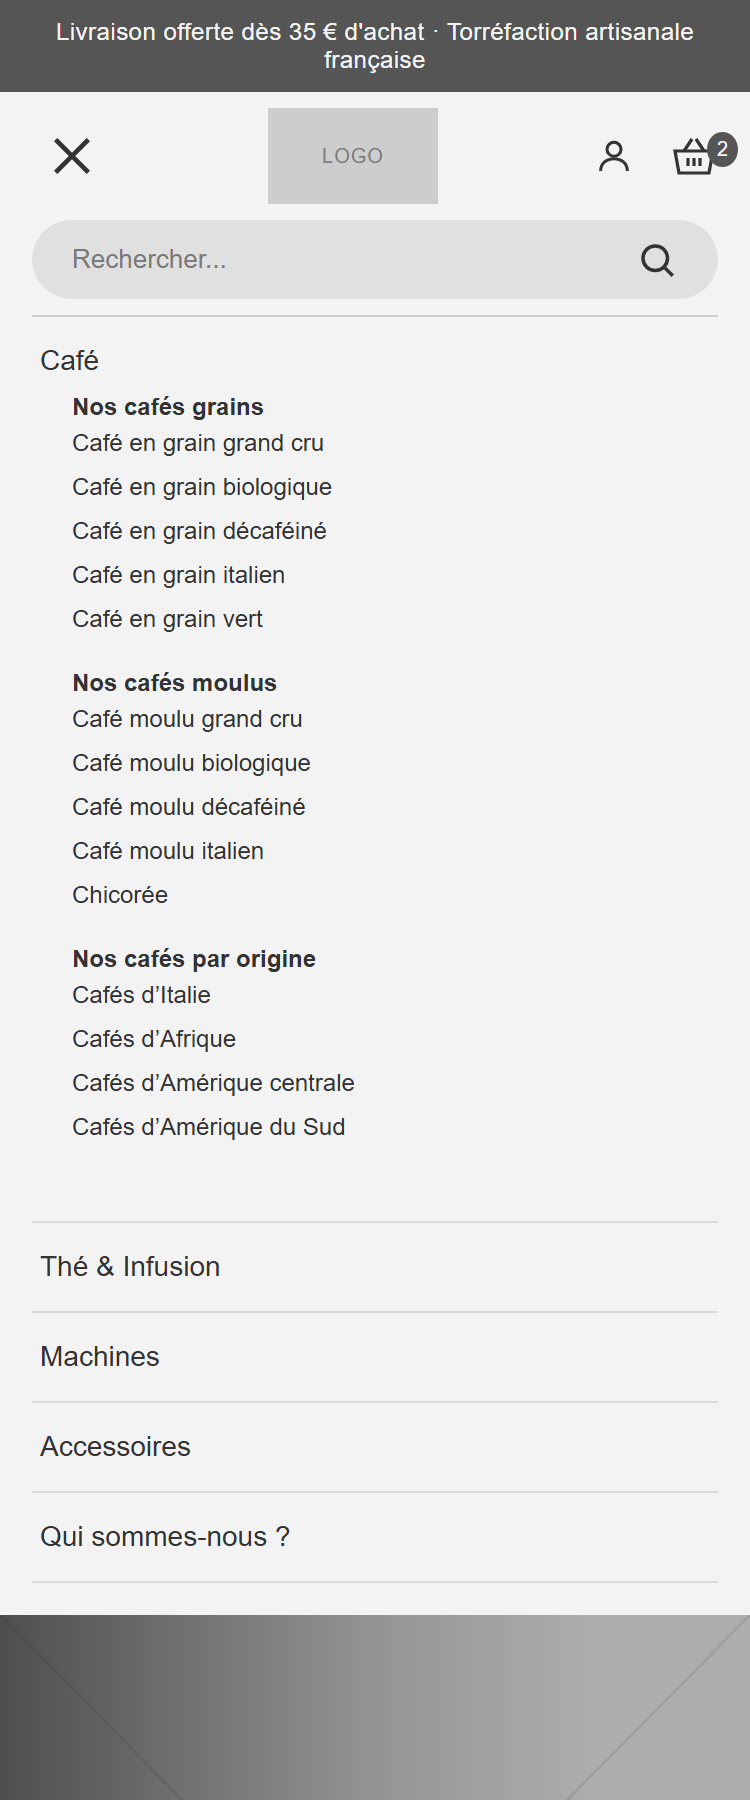 Livraison offerte dès 35 € d'achat · Torréfaction artisanale
française
LOGO
2
Rechercher...
Café
Nos cafés grains
Café en grain grand cru
Café en grain biologique
Café en grain décaféiné
Café en grain italien
Café en grain vert
Nos cafés moulus
Café moulu grand cru
Café moulu biologique
Café moulu décaféiné
Café moulu italien
Chicorée
Nos cafés par origine
Cafés d’Italie
Cafés d’Afrique
Cafés d’Amérique centrale
Cafés d’Amérique du Sud
Thé & Infusion
Machines
Accessoires
Qui sommes-nous ?